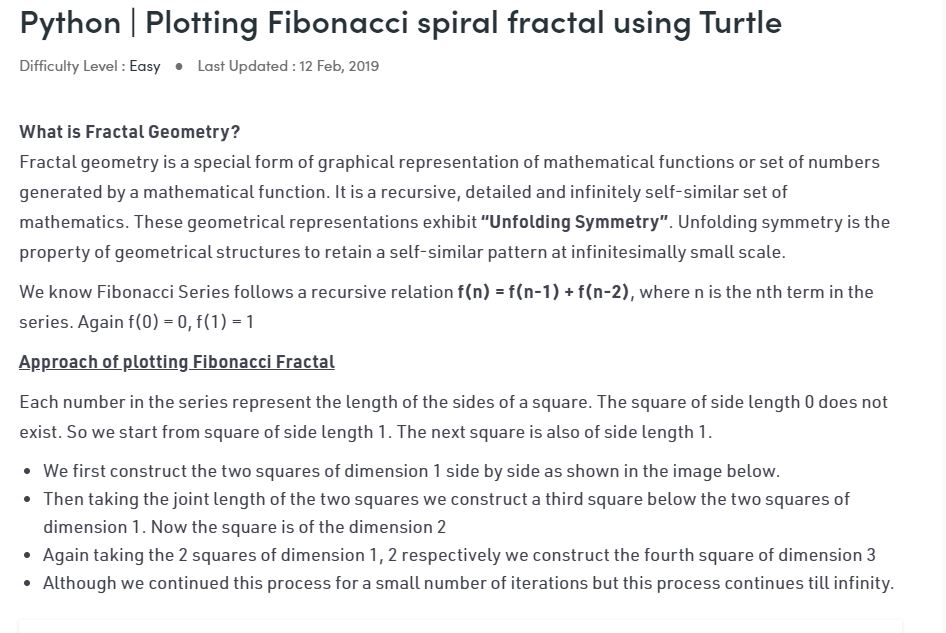 Python | Plotting Fibonacci spiral fractal using Turtle
Difficulty Level : Easy ● Last Updated : 12 Feb, 2019
What is Fractal Geometry?
Fractal geometry is a special form of graphical representation of mathematical functions or set of numbers
generated by a mathematical function. It is a recursive, detailed and infinitely self-similar set of
mathematics. These geometrical representations exhibit “Unfolding Symmetry”. Unfolding symmetry is the
property of geometrical structures to retain a self-similar pattern at infinitesimally small scale.
We know Fibonacci Series follows a recursive relation f(n) = f(n-1) + f(n-2), where n is the nth term in the
series. Again f(0) = 0, f(1) = 1
Approach of plotting Fibonacci Fractal
Each number in the series represent the length of the sides of a square. The square of side length 0 does not
exist. So we start from square of side length 1. The next square is also of side length 1.
• We first construct the two squares of dimension 1 side by side as shown in the image below.
• Then taking the joint length of the two squares we construct a third square below the two squares of
dimension 1. Now the square is of the dimension 2
• Again taking the 2 squares of dimension 1, 2 respectively we construct the fourth square of dimension 3
• Although we continued this process for a small number of iterations but this process continues till infinity.